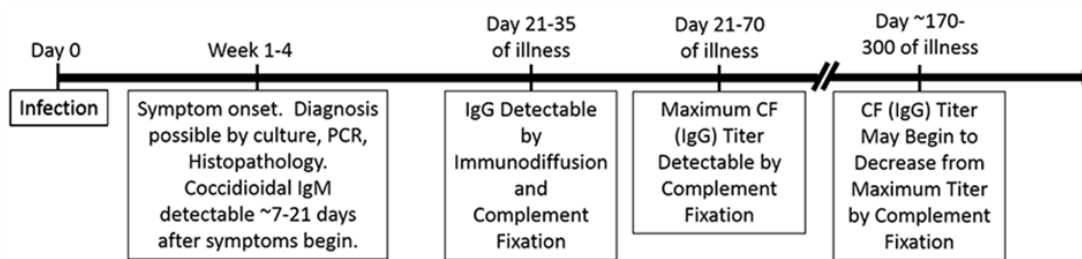 Day 0
Infection
Week 1-4
Symptom onset.  Diagnosis
possible by culture, PCR,
Histopathology.
Coccidioidal IgM
detectable ~7-21 days
after symptoms begin.
Day 21-35
of illness
IgG Detectable
by
Immunodiffusion
and
Complement
Fixation
Day 21-70
of illness
Maximum CF
(IgG) Titer
Detectable by
Complement
Fixation
Day ~170-
300 of illness
CF (IgG) Titer
May Begin to
Decrease from
Maximum Titer
by Complement
Fixation